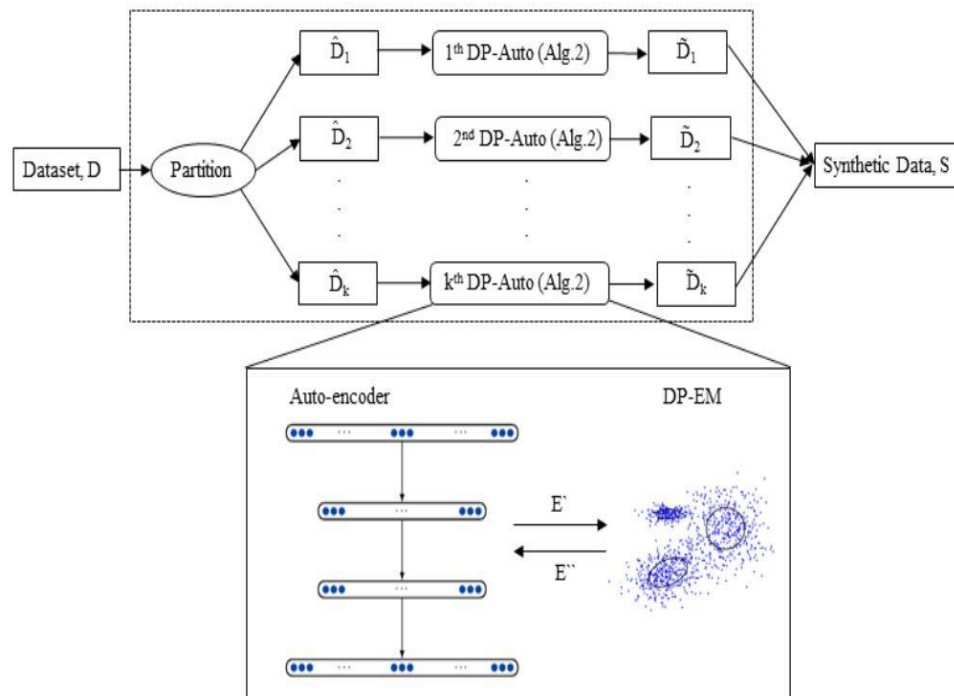 D̂₁
1ᵗʰ DP-Auto (Alg.2)
D̃₁
D̂₂
2ⁿᵈ DP-Auto (Alg.2)
D̃₂
Dataset, D
Partition
Synthetic Data, S
D̂ₖ
kᵗʰ DP-Auto (Alg.2)
D̃ₖ
Auto-encoder
DP-EM
E`
E``